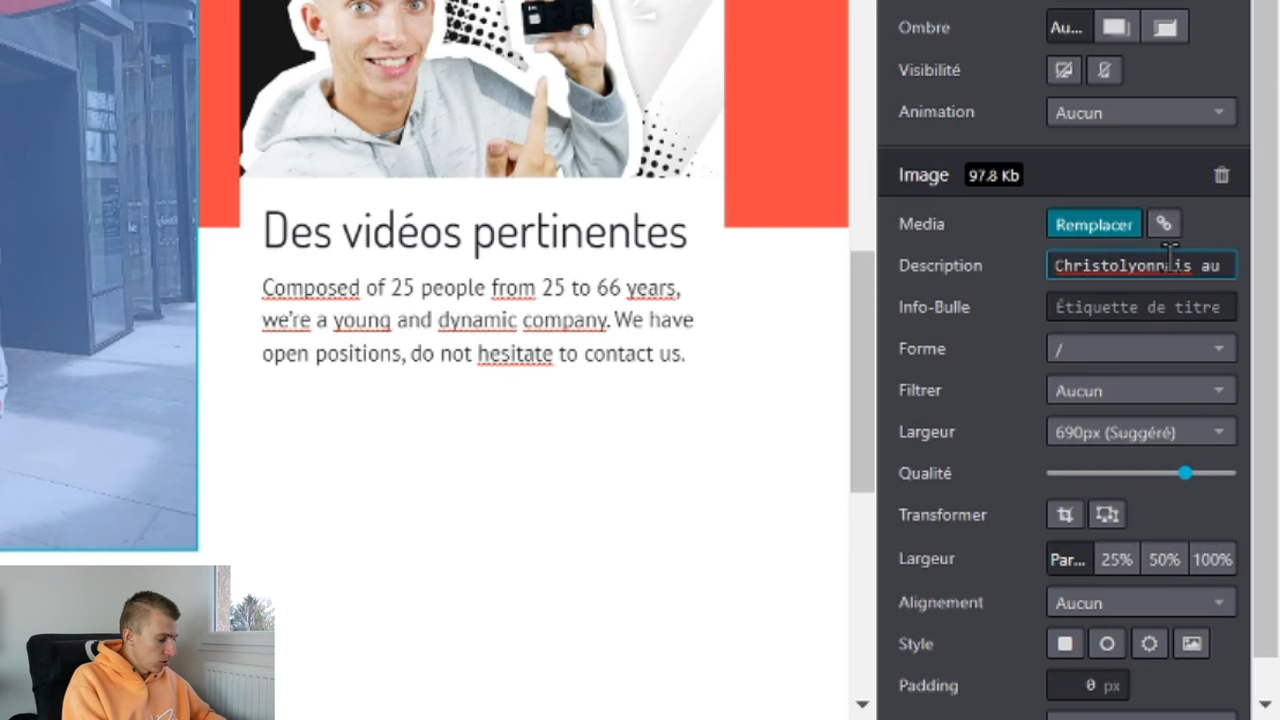 Des vidéos pertinentes
Composed of 25 people from 25 to 66 years,
we're a young and dynamic company. We have
open positions, do not hesitate to contact us.
Ombre Au...
Visibilité
Animation Aucun
Image 97.8 Kb
Media Remplacer
Description Christolyonnais au
Info-Bulle Étiquette de titre
Forme /
Filtrer Aucun
Largeur 690px (Suggéré)
Qualité
Transformer
Largeur Par... 25% 50% 100%
Alignement Aucun
Style
Padding 0 px